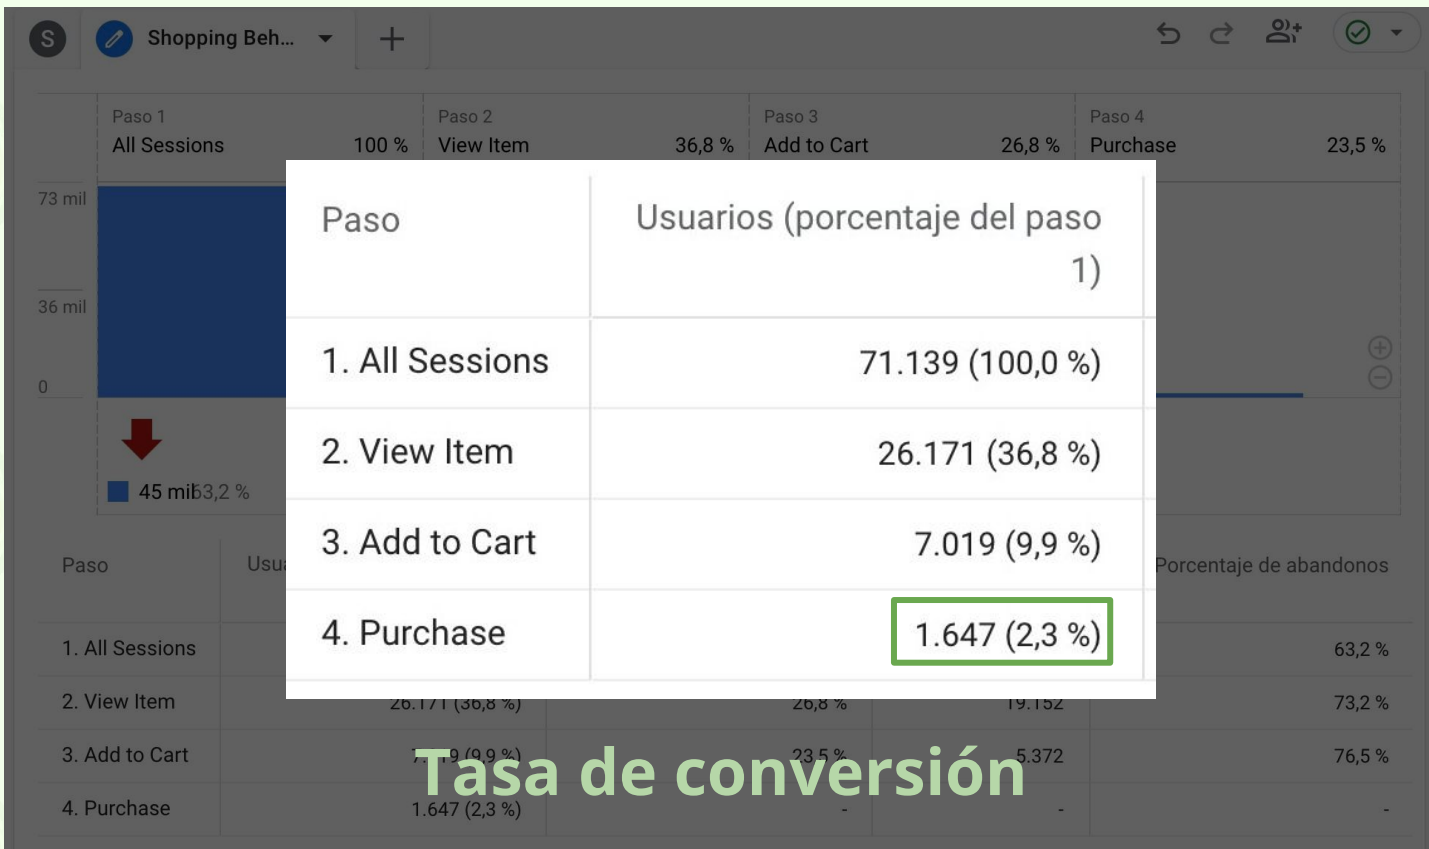 S
Shopping Beh...
Paso 1
All Sessions 100 %
Paso 2
View Item 36,8 %
Paso 3
Add to Cart 26,8 %
Paso 4
Purchase 23,5 %
73 mil
36 mil
0
45 mil 63,2 %
Paso
Usuarios (porcentaje del paso
1)
1. All Sessions 71.139 (100,0 %)
2. View Item 26.171 (36,8 %)
3. Add to Cart 7.019 (9,9 %)
4. Purchase 1.647 (2,3 %)
Paso Porcentaje de abandonos
1. All Sessions 63,2 %
2. View Item 26.171 (36,8 %) 26,8 % 19.152 73,2 %
3. Add to Cart 7.019 (9,9 %) 23,5 % 5.372 76,5 %
Tasa de conversión
4. Purchase 1.647 (2,3 %) - - -